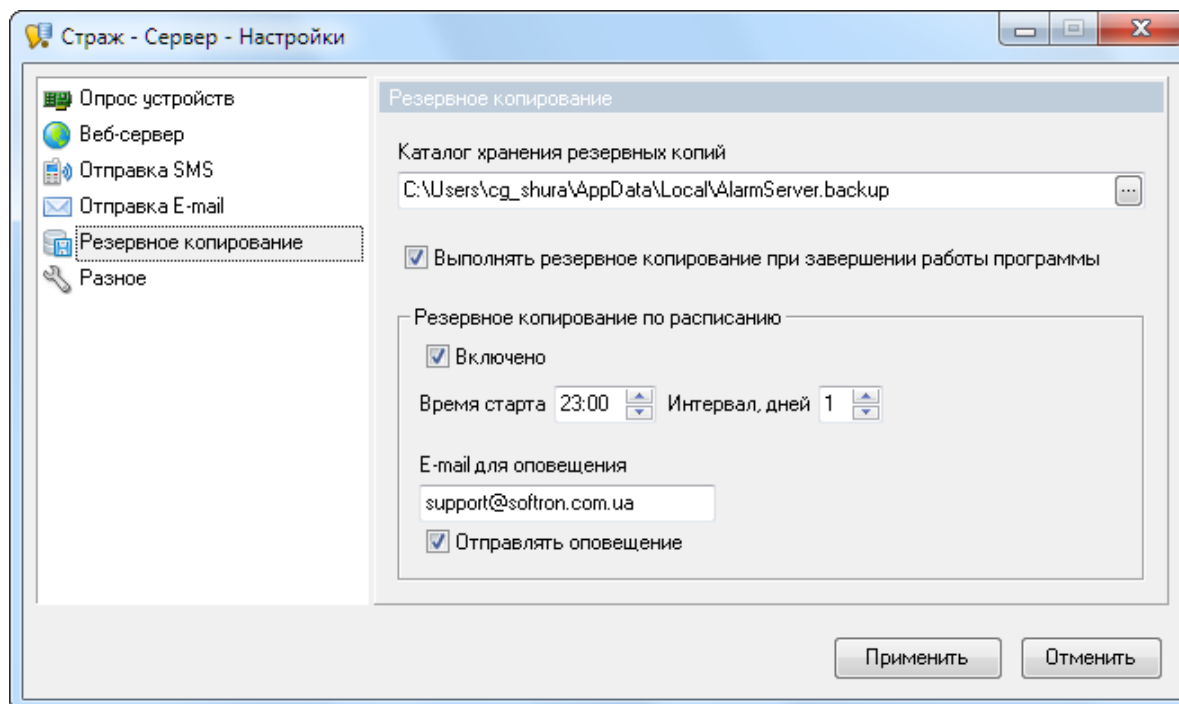 Страж - Сервер - Настройки
Опрос устройств
Веб-сервер
Отправка SMS
Отправка E-mail
Резервное копирование
Разное
Резервное копирование
Каталог хранения резервных копий
C:\Users\cg_shura\AppData\Local\AlarmServer.backup
...
Выполнять резервное копирование при завершении работы программы
Резервное копирование по расписанию
Включено
Время старта 23:00 Интервал, дней 1
E-mail для оповещения
support@softron.com.ua
Отправлять оповещение
Применить Отменить